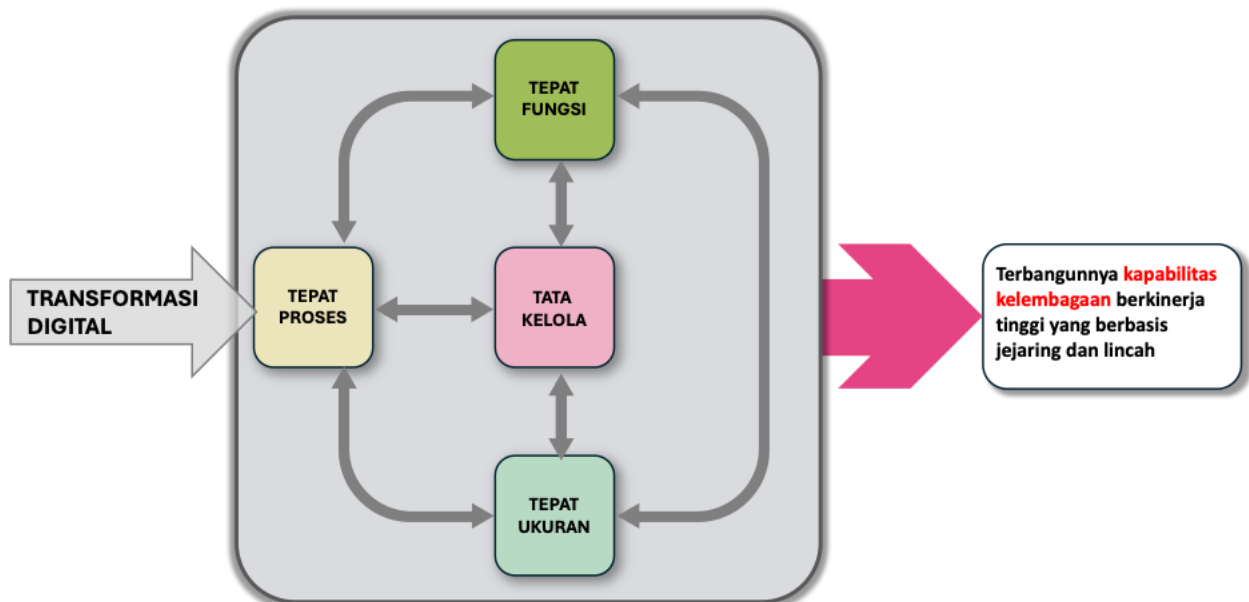 TEPAT
FUNGSI
TRANSFORMASI
DIGITAL
TEPAT
PROSES
TATA
KELOLA
Terbangunnya kapabilitas
kelembagaan berkinerja
tinggi yang berbasis
jejaring dan lincah
TEPAT
UKURAN